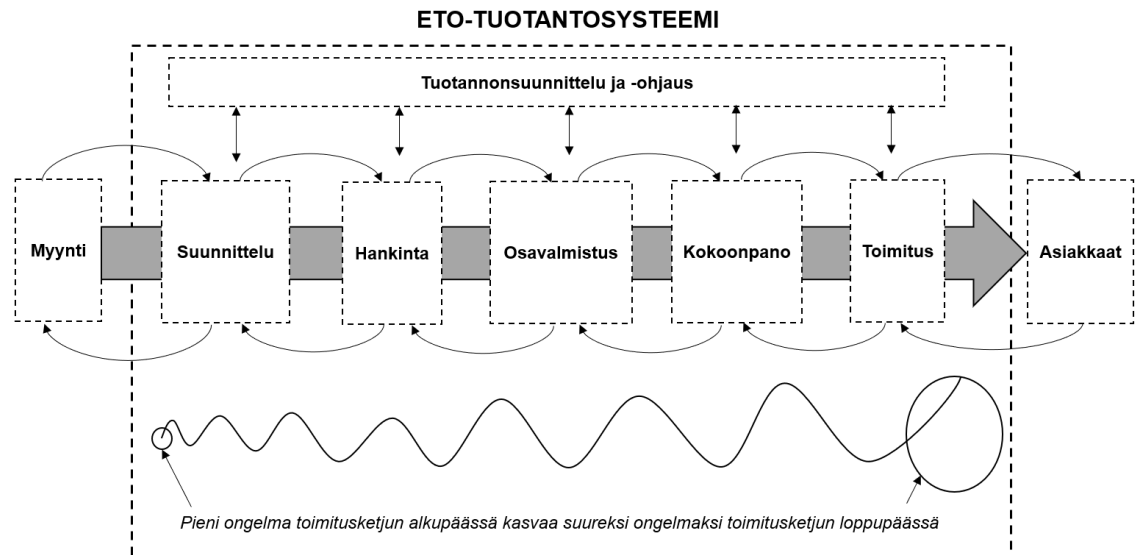 ETO-TUOTANTOSYSTEEMI
Tuotannonsuunnittelu ja -ohjaus
Myynti
Suunnittelu
Hankinta
Osavalmistus
Kokoonpano
Toimitus
Asiakkaat
Pieni ongelma toimitusketjun alkupäässä kasvaa suureksi ongelmaksi toimitusketjun loppupäässä